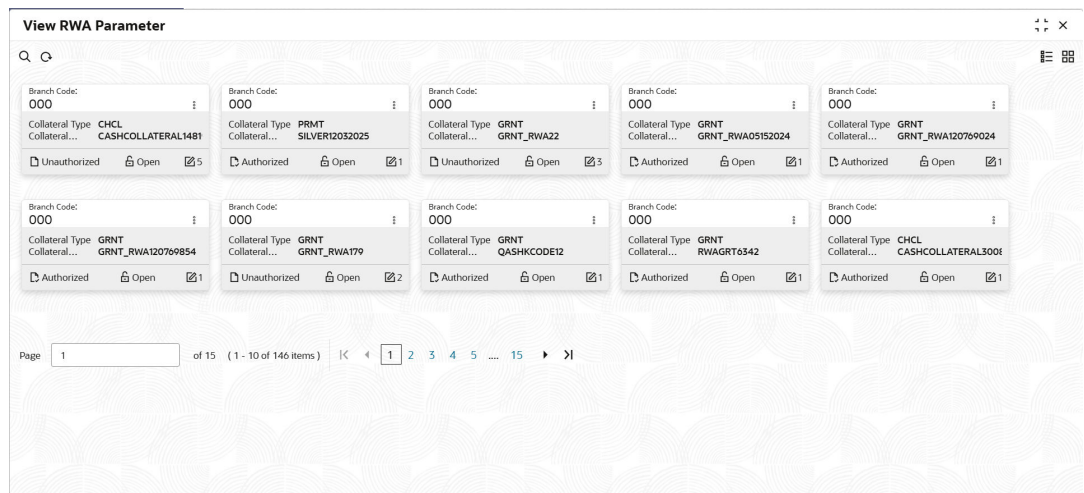 View RWA Parameter
Branch Code:
000
Collateral Type CHCL
Collateral... CASHCOLLATERAL1481
Unauthorized Open 5
Branch Code:
000
Collateral Type PRMT
Collateral... SILVER12032025
Authorized Open 1
Branch Code:
000
Collateral Type GRNT
Collateral... GRNT_RWA22
Unauthorized Open 3
Branch Code:
000
Collateral Type GRNT
Collateral... GRNT_RWA05152024
Authorized Open 1
Branch Code:
000
Collateral Type GRNT
Collateral... GRNT_RWA120769024
Authorized Open 1
Branch Code:
000
Collateral Type GRNT
Collateral... GRNT_RWA120769854
Authorized Open 1
Branch Code:
000
Collateral Type GRNT
Collateral... GRNT_RWA179
Unauthorized Open 2
Branch Code:
000
Collateral Type GRNT
Collateral... QASHKCODE12
Authorized Open 1
Branch Code:
000
Collateral Type GRNT
Collateral... RWAGRT6342
Authorized Open 1
Branch Code:
000
Collateral Type CHCL
Collateral... CASHCOLLATERAL3008
Authorized Open 1
Page 1 of 15 ( 1 - 10 of 146 items ) 1 2 3 4 5 .... 15